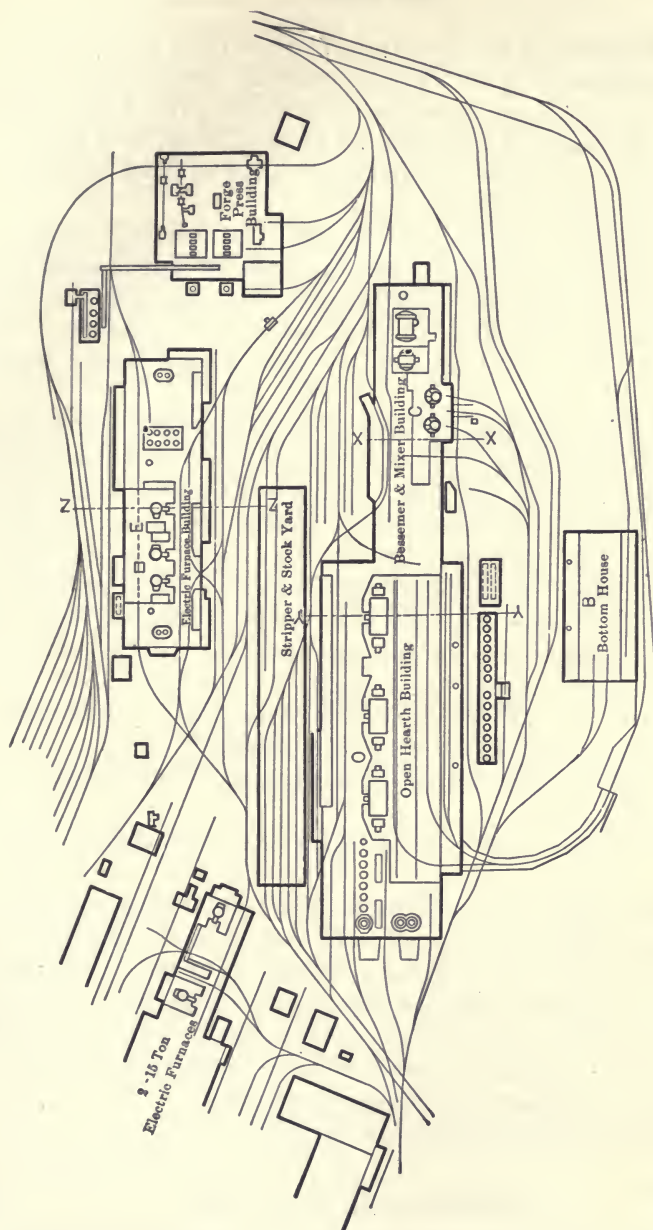 Forge
Press
Building
Z
E
B
Electric Furnace Building
Z
Stripper & Stock Yard
X
C
Bessemer & Mixer Building
X
Y
O
Open Hearth Building
Y
B
Bottom House
2 - 15 Ton
Electric Furnaces